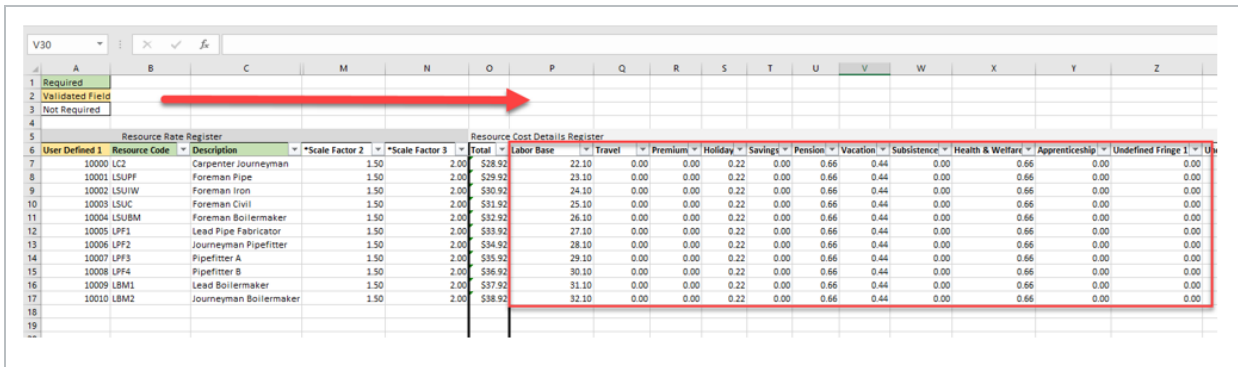 V30 fx
A B C M N O P Q R S T U V W X Y Z
1 Required
2 Validated Field
3 Not Required
4
5 Resource Rate Register Resource Cost Details Register
6 User Defined 1 Resource Code Description *Scale Factor 2 *Scale Factor 3 Total Labor Base Travel Premium Holiday Savings Pension Vacation Subsistence Health & Welfare Apprenticeship Undefined Fringe 1
7 10000 LC2 Carpenter Journeyman 1.50 2.00 $28.92 22.10 0.00 0.00 0.22 0.00 0.66 0.44 0.00 0.66 0.00 0.00
8 10001 LSUPF Foreman Pipe 1.50 2.00 $29.92 23.10 0.00 0.00 0.22 0.00 0.66 0.44 0.00 0.66 0.00 0.00
9 10002 LSUIW Foreman Iron 1.50 2.00 $30.92 24.10 0.00 0.00 0.22 0.00 0.66 0.44 0.00 0.66 0.00 0.00
10 10003 LSUC Foreman Civil 1.50 2.00 $31.92 25.10 0.00 0.00 0.22 0.00 0.66 0.44 0.00 0.66 0.00 0.00
11 10004 LSUBM Foreman Boilermaker 1.50 2.00 $32.92 26.10 0.00 0.00 0.22 0.00 0.66 0.44 0.00 0.66 0.00 0.00
12 10005 LPF1 Lead Pipe Fabricator 1.50 2.00 $33.92 27.10 0.00 0.00 0.22 0.00 0.66 0.44 0.00 0.66 0.00 0.00
13 10006 LPF2 Journeyman Pipefitter 1.50 2.00 $34.92 28.10 0.00 0.00 0.22 0.00 0.66 0.44 0.00 0.66 0.00 0.00
14 10007 LPF3 Pipefitter A 1.50 2.00 $35.92 29.10 0.00 0.00 0.22 0.00 0.66 0.44 0.00 0.66 0.00 0.00
15 10008 LPF4 Pipefitter B 1.50 2.00 $36.92 30.10 0.00 0.00 0.22 0.00 0.66 0.44 0.00 0.66 0.00 0.00
16 10009 LBM1 Lead Boilermaker 1.50 2.00 $37.92 31.10 0.00 0.00 0.22 0.00 0.66 0.44 0.00 0.66 0.00 0.00
17 10010 LBM2 Journeyman Boilermaker 1.50 2.00 $38.92 32.10 0.00 0.00 0.22 0.00 0.66 0.44 0.00 0.66 0.00 0.00
18
19